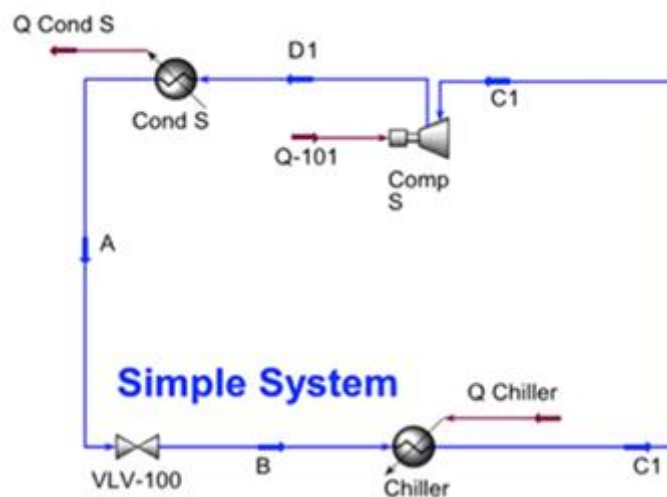 Q Cond S
D1
C1
Cond S
Q-101
Comp
S
A
Simple System
Q Chiller
VLV-100
B
Chiller
C1